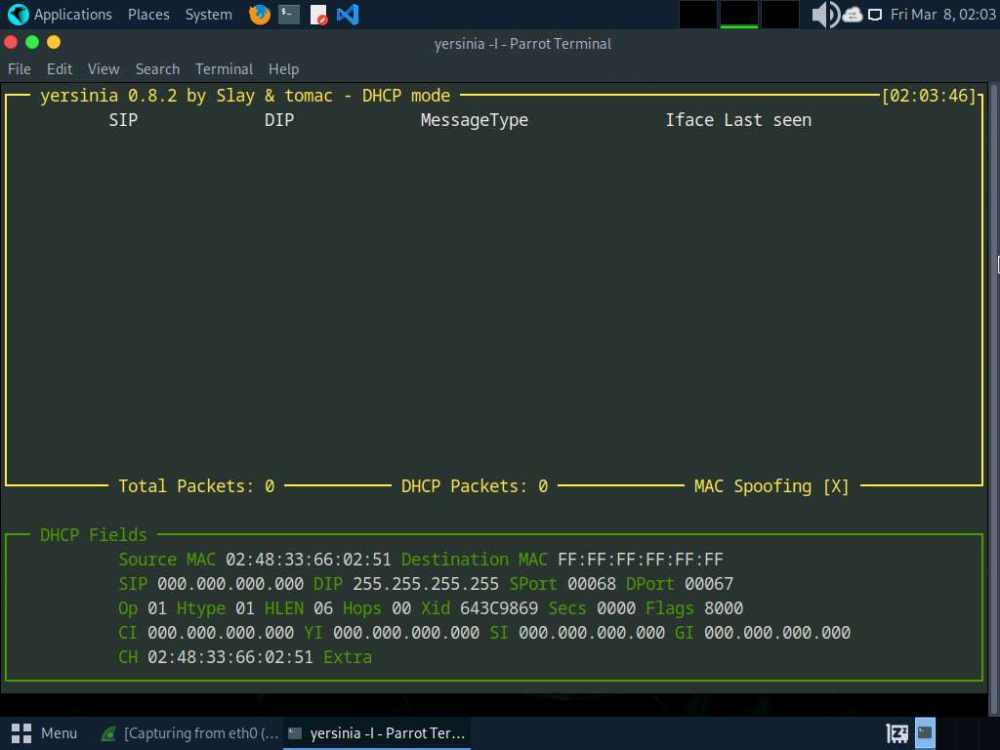 Applications Places System Fri Mar 8, 02:03
yersinia -I - Parrot Terminal
File Edit View Search Terminal Help
yersinia 0.8.2 by Slay & tomac - DHCP mode [02:03:46]
SIP DIP MessageType Iface Last seen
Total Packets: 0 DHCP Packets: 0 MAC Spoofing [X]
DHCP Fields
Source MAC 02:48:33:66:02:51 Destination MAC FF:FF:FF:FF:FF:FF
SIP 000.000.000.000 DIP 255.255.255.255 SPort 00068 DPort 00067
Op 01 Htype 01 HLEN 06 Hops 00 Xid 643C9869 Secs 0000 Flags 8000
CI 000.000.000.000 YI 000.000.000.000 SI 000.000.000.000 GI 000.000.000.000
CH 02:48:33:66:02:51 Extra
Menu [Capturing from eth0 (... yersinia -I - Parrot Ter...